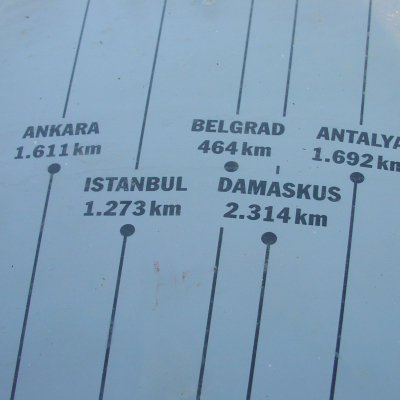 ANKARA
1.611 km
BELGRAD
464 km
ANTALYA
1.692 km
ISTANBUL
1.273 km
DAMASKUS
2.314 km